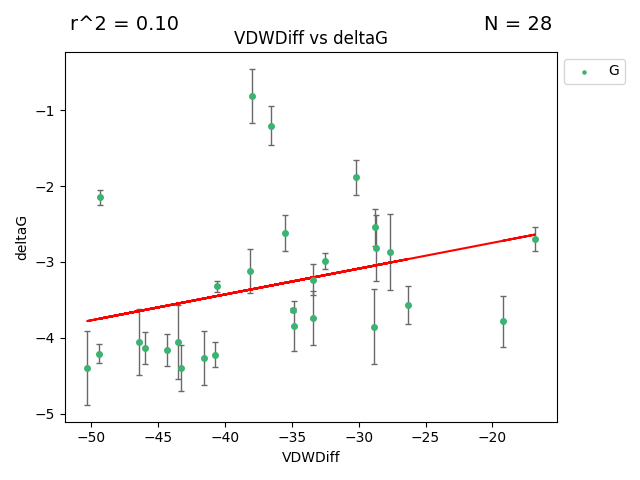 r^2 = 0.10
N = 28
VDWDiff vs deltaG
G
−1
−2
−3
−4
−5
deltaG
−50
−45
−40
−35
−30
−25
−20
VDWDiff